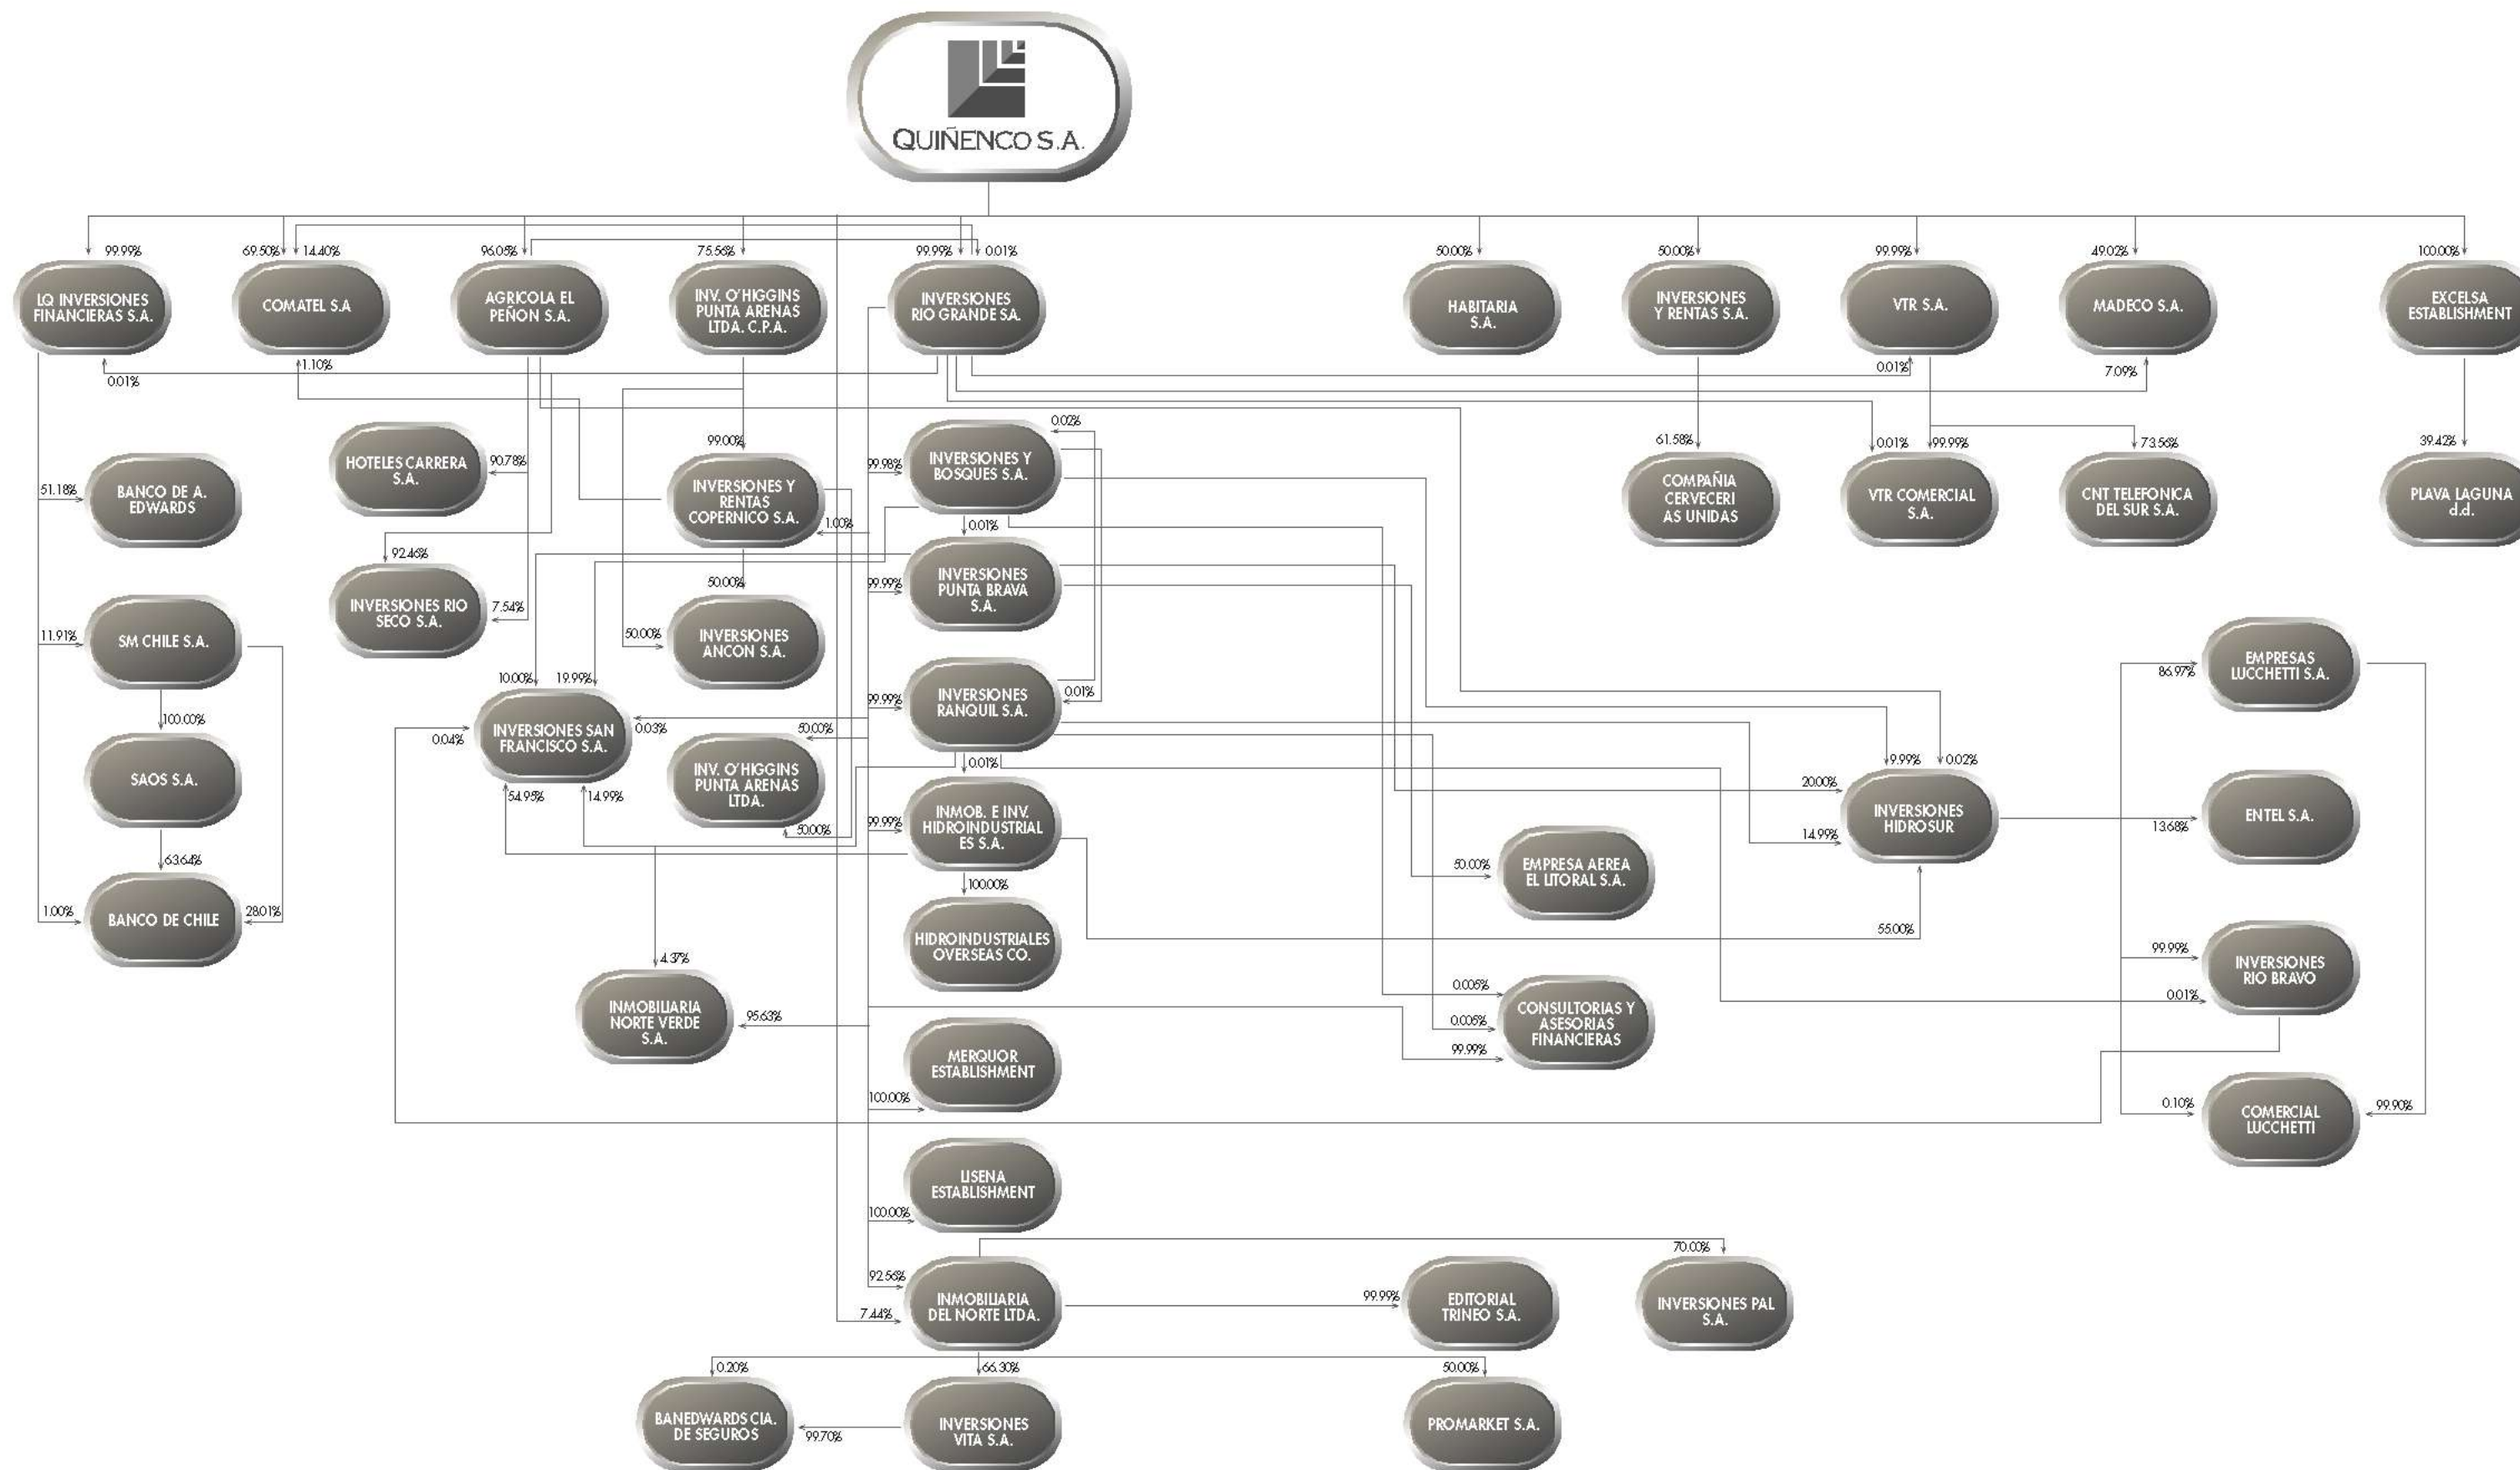 QUIÑENCO S.A.
99.99%
69.50%
14.40%
96.05%
75.56%
99.99%
0.01%
50.00%
50.00%
99.99%
49.02%
100.00%
LQ INVERSIONES
FINANCIERAS S.A.
COMATEL S.A
AGRICOLA EL
PEÑON S.A.
INV. O'HIGGINS
PUNTA ARENAS
LTDA. C.P.A.
INVERSIONES
RIO GRANDE SA.
HABITARIA
S.A.
INVERSIONES
Y RENTAS S.A.
VTR S.A.
MADECO S.A.
EXCELSA
ESTABLISHMENT
0.01%
1.10%
0.01%
7.09%
0.02%
99.00%
61.58%
0.01%
99.99%
73.56%
39.42%
HOTELES CARRERA
S.A.
90.78%
99.98%
INVERSIONES Y
BOSQUES S.A.
51.18%
BANCO DE A.
EDWARDS
INVERSIONES Y
RENTAS
COPERNICO S.A.
1.00%
COMPAÑIA
CERVECERI
AS UNIDAS
VTR COMERCIAL
S.A.
CNT TELEFONICA
DEL SUR S.A.
PLAVA LAGUNA
d.d.
0.01%
92.46%
50.00%
99.99%
INVERSIONES
PUNTA BRAVA
S.A.
INVERSIONES RIO
SECO S.A.
7.54%
11.91%
SM CHILE S.A.
50.00%
INVERSIONES
ANCON S.A.
10.00%
19.99%
99.99%
INVERSIONES
RANQUIL S.A.
0.01%
86.97%
EMPRESAS
LUCCHETTI S.A.
100.00%
0.04%
INVERSIONES SAN
FRANCISCO S.A.
0.03%
50.00%
SAOS S.A.
INV. O'HIGGINS
PUNTA ARENAS
LTDA.
0.01%
9.99%
0.02%
20.00%
54.95%
14.99%
50.00%
99.99%
INMOB. E INV.
HIDROINDUSTRIAL
ES S.A.
14.99%
INVERSIONES
HIDROSUR
13.68%
ENTEL S.A.
63.64%
50.00%
EMPRESA AEREA
EL LITORAL S.A.
100.00%
1.00%
BANCO DE CHILE
28.01%
HIDROINDUSTRIALES
OVERSEAS CO.
55.00%
4.37%
99.99%
INVERSIONES
RIO BRAVO
0.01%
INMOBILIARIA
NORTE VERDE
S.A.
95.63%
0.005%
0.005%
99.99%
CONSULTORIAS Y
ASESORIAS
FINANCIERAS
MERQUOR
ESTABLISHMENT
100.00%
0.10%
COMERCIAL
LUCCHETTI
99.90%
LISENA
ESTABLISHMENT
100.00%
70.00%
92.56%
7.44%
INMOBILIARIA
DEL NORTE LTDA.
99.99%
EDITORIAL
TRINEO S.A.
INVERSIONES PAL
S.A.
0.20%
66.30%
50.00%
BANEDWARDS CIA.
DE SEGUROS
99.70%
INVERSIONES
VITA S.A.
PROMARKET S.A.